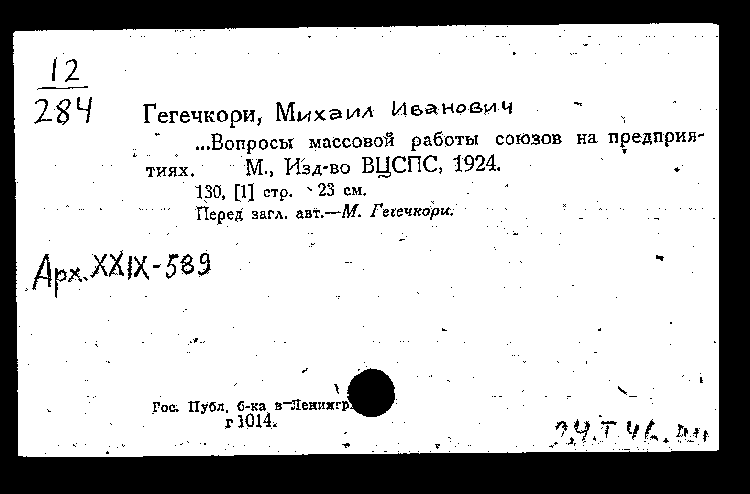 12
284
Гегечкори, Михаил Иванович
...Вопросы массовой работы союзов на предприя-
тиях. М., Изд-во ВЦСПС, 1924.
130, [1] стр. 23 см.
Перед загл. авт.—М. Гегечкори.
Арх. XXIX-589
Гос. Публ. б-ка в Ленингр.
г 1014.